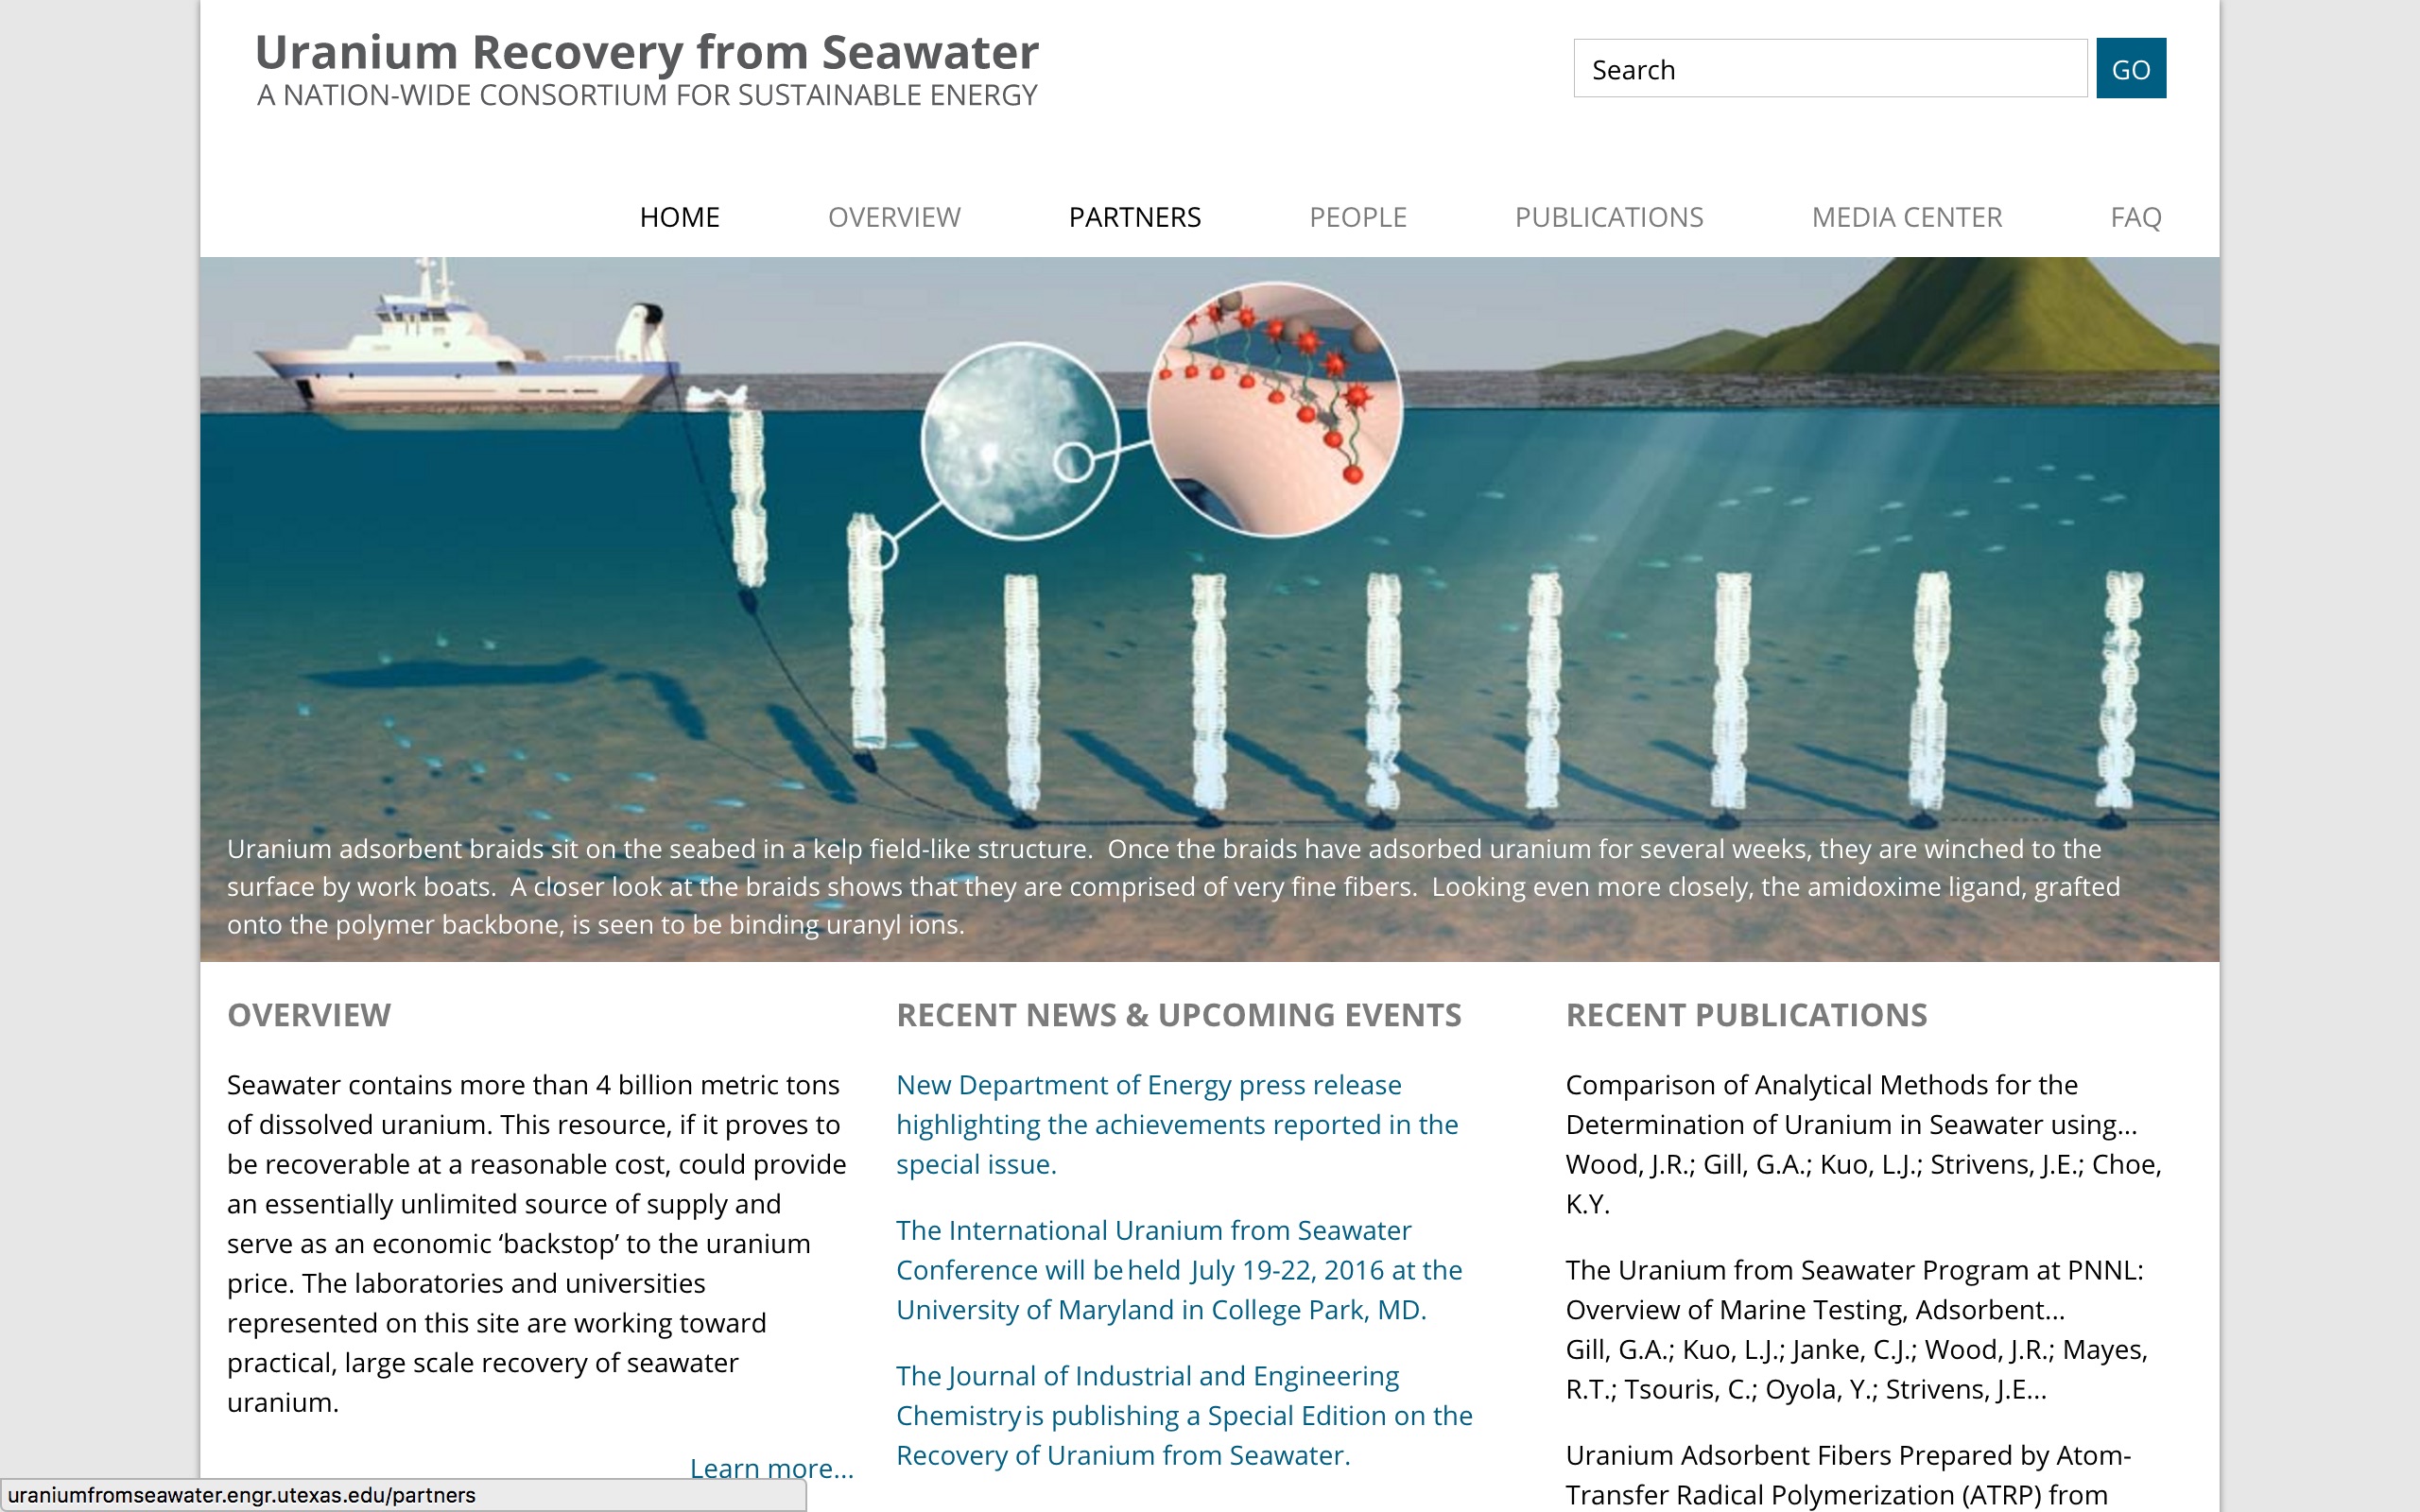 Uranium Recovery from Seawater
A NATION-WIDE CONSORTIUM FOR SUSTAINABLE ENERGY
Search
GO
HOME OVERVIEW PARTNERS PEOPLE PUBLICATIONS MEDIA CENTER FAQ
Uranium adsorbent braids sit on the seabed in a kelp field-like structure. Once the braids have adsorbed uranium for several weeks, they are winched to the
surface by work boats. A closer look at the braids shows that they are comprised of very fine fibers. Looking even more closely, the amidoxime ligand, grafted
onto the polymer backbone, is seen to be binding uranyl ions.
OVERVIEW
Seawater contains more than 4 billion metric tons
of dissolved uranium. This resource, if it proves to
be recoverable at a reasonable cost, could provide
an essentially unlimited source of supply and
serve as an economic ‘backstop’ to the uranium
price. The laboratories and universities
represented on this site are working toward
practical, large scale recovery of seawater
uranium.
Learn more...
RECENT NEWS & UPCOMING EVENTS
New Department of Energy press release
highlighting the achievements reported in the
special issue.
The International Uranium from Seawater
Conference will be held July 19-22, 2016 at the
University of Maryland in College Park, MD.
The Journal of Industrial and Engineering
Chemistry is publishing a Special Edition on the
Recovery of Uranium from Seawater.
RECENT PUBLICATIONS
Comparison of Analytical Methods for the
Determination of Uranium in Seawater using...
Wood, J.R.; Gill, G.A.; Kuo, L.J.; Strivens, J.E.; Choe,
K.Y.
The Uranium from Seawater Program at PNNL:
Overview of Marine Testing, Adsorbent...
Gill, G.A.; Kuo, L.J.; Janke, C.J.; Wood, J.R.; Mayes,
R.T.; Tsouris, C.; Oyola, Y.; Strivens, J.E...
Uranium Adsorbent Fibers Prepared by Atom-
Transfer Radical Polymerization (ATRP) from
uraniumfromseawater.engr.utexas.edu/partners